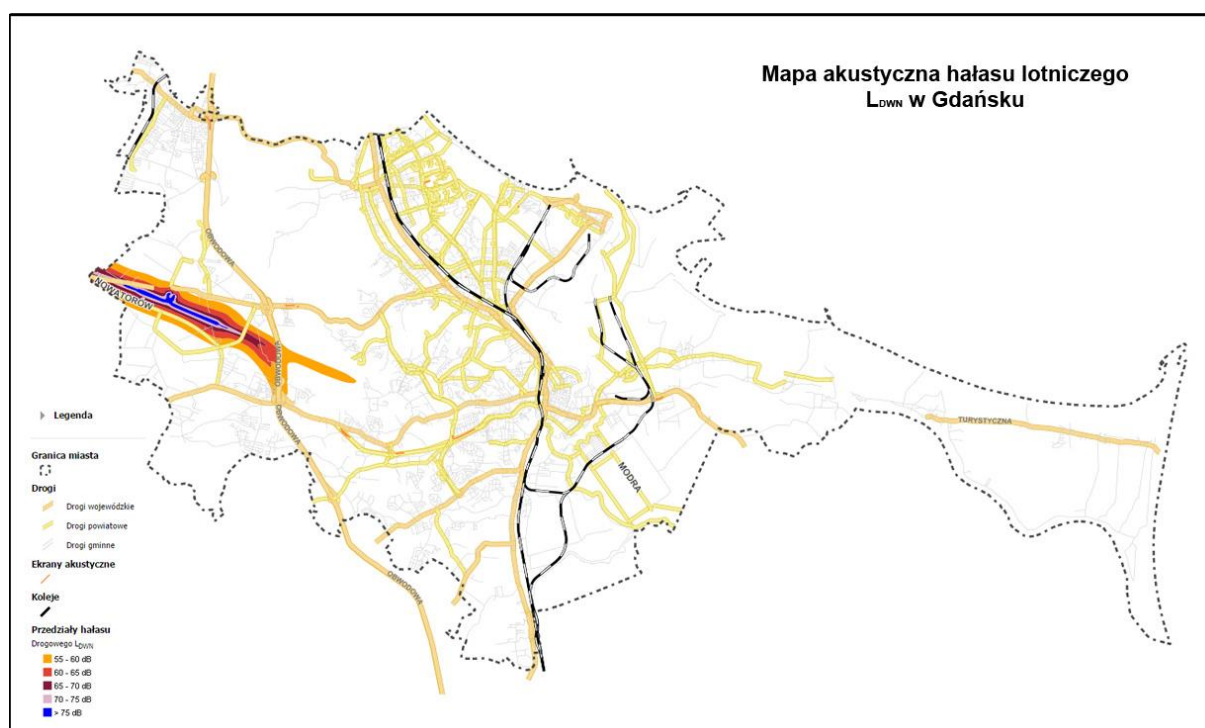 Mapa akustyczna hałasu lotniczego
LDWN w Gdańsku
OBWODOWA
NOWATORÓW
OBWODOWA
OBWODOWA
TURYSTYCZNA
MODRA
OBWODOWA
Legenda
Granica miasta
Drogi
Drogi wojewódzkie
Drogi powiatowe
Drogi gminne
Ekrany akustyczne
Koleje
Przedziały hałasu
Drogowego LDWN
55 - 60 dB
60 - 65 dB
65 - 70 dB
70 - 75 dB
> 75 dB